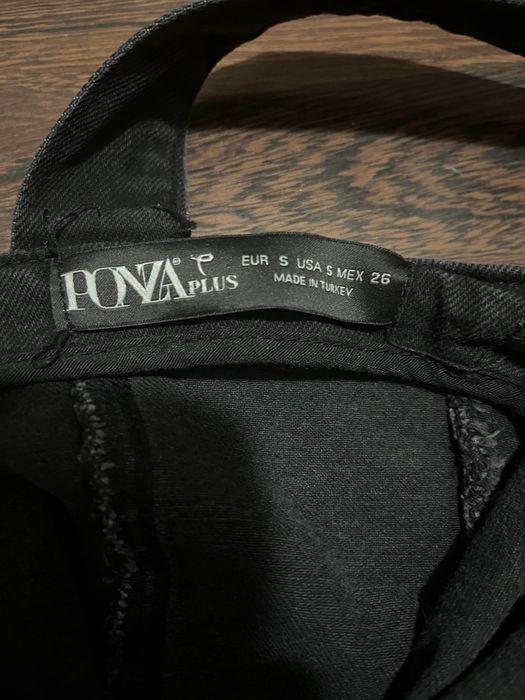 PONZA® PLUS
EUR S USA S MEX 26
MADE IN TURKEY